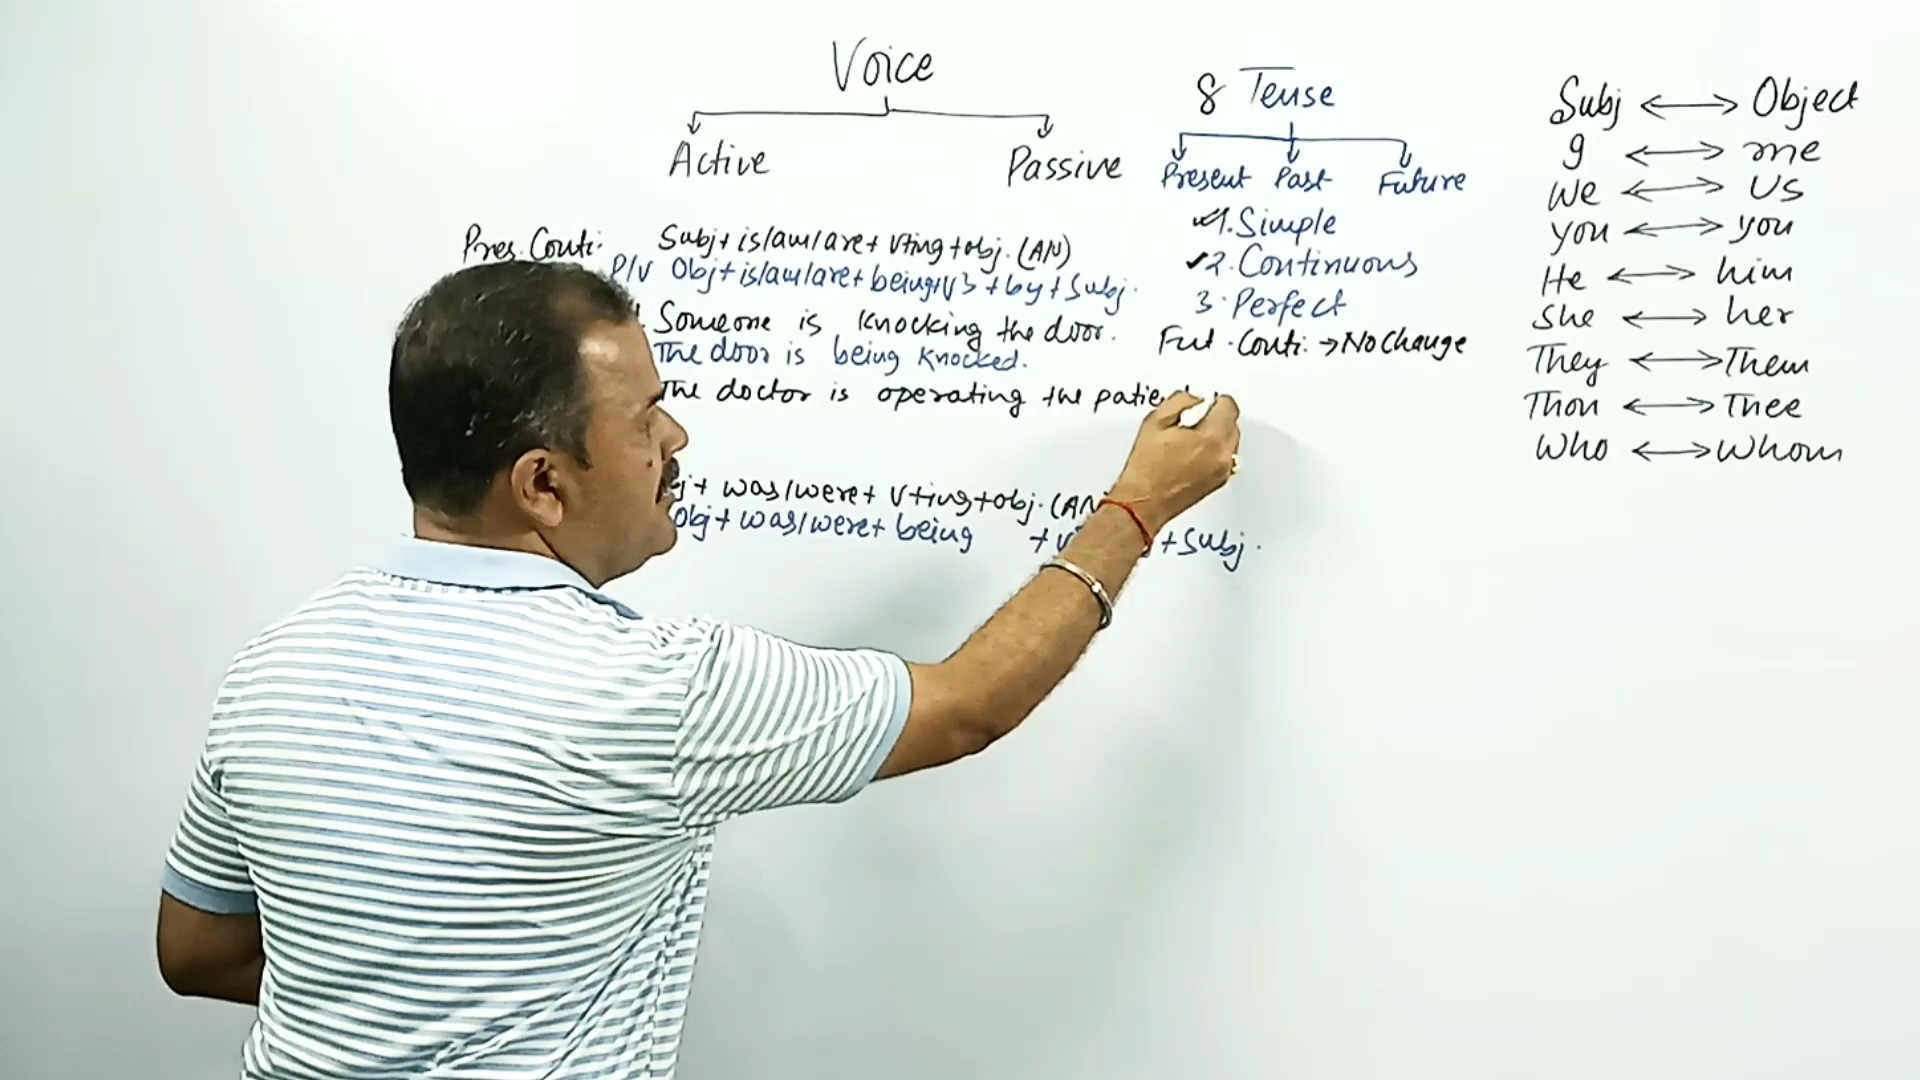 Voice
Active Passive
Pres. Conti. Subj + is/am/are + V+ing + obj. (AV)
P/V Obj + is/am/are + being + V3 + by + Subj.
Someone is knocking the door.
The door is being knocked.
The doctor is operating the
+ was/were + V+ing + obj. (AV
Obj + was/were + being + + Subj.
8 Tense
Present Past Future
1. Simple
2. Continuous
3. Perfect
Fut. Conti. → No Change
Subj ↔ Object
I ↔ me
We ↔ Us
you ↔ you
He ↔ him
She ↔ her
They ↔ Them
Thou ↔ Thee
Who ↔ Whom